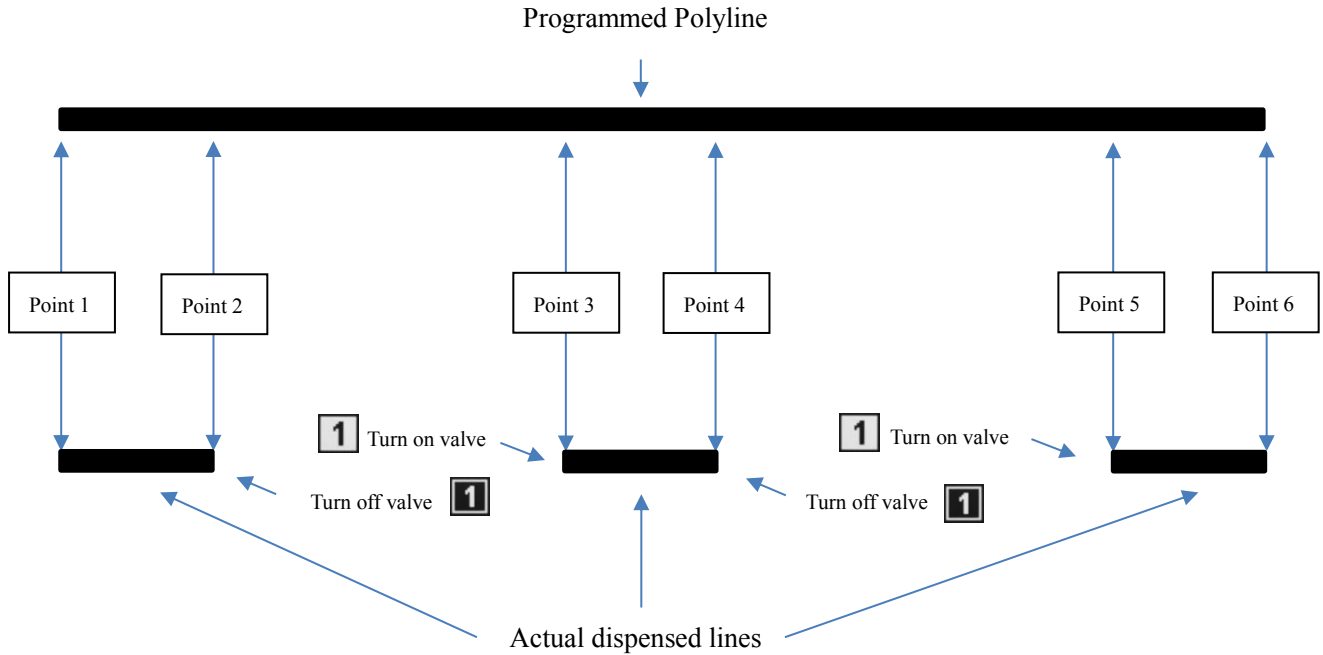 Programmed Polyline
Point 1
Point 2
Point 3
Point 4
Point 5
Point 6
1 Turn on valve
1 Turn on valve
Turn off valve 1
Turn off valve 1
Actual dispensed lines